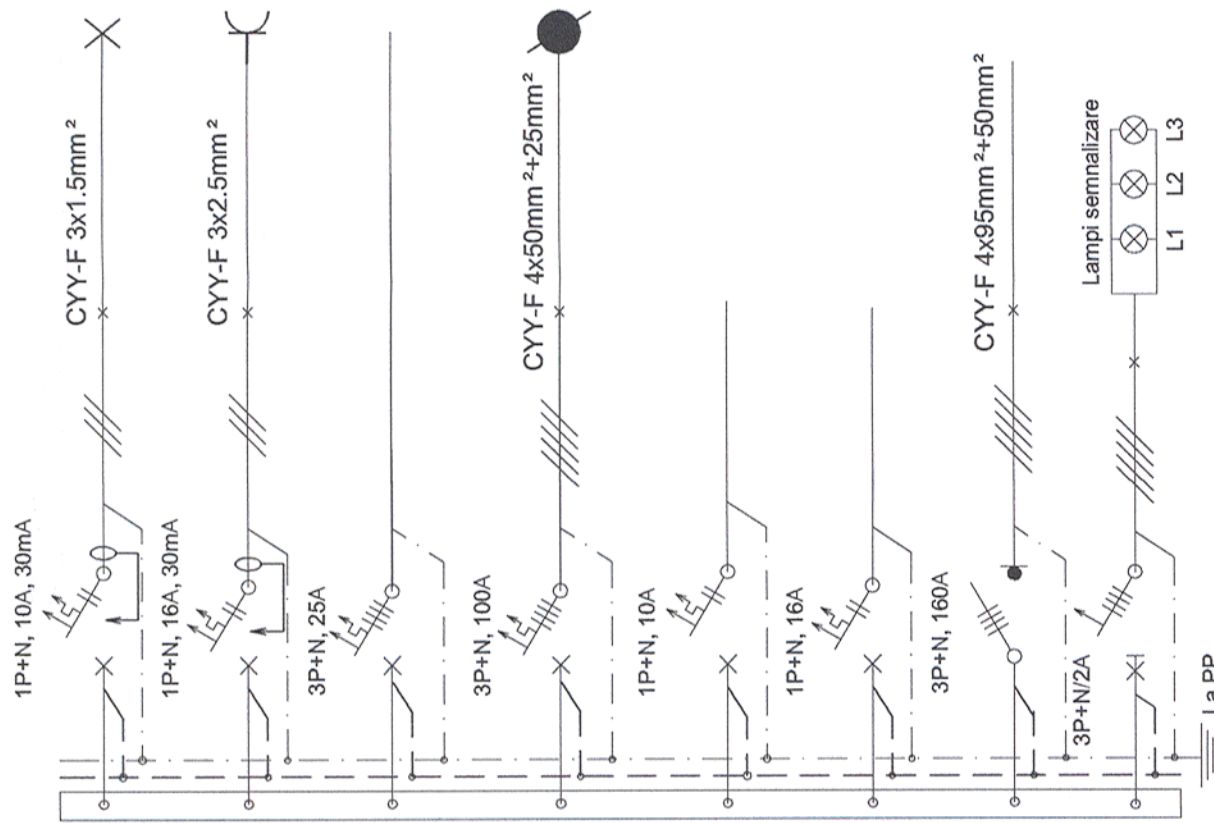 1P+N, 10A, 30mA
CYY-F 3x1.5mm²
1P+N, 16A, 30mA
CYY-F 3x2.5mm²
3P+N, 25A
3P+N, 100A
CYY-F 4x50mm²+25mm²
1P+N, 10A
1P+N, 16A
3P+N, 160A
CYY-F 4x95mm²+50mm²
3P+N/2A
Lampi semnalizare
L1
L2
L3
La PP